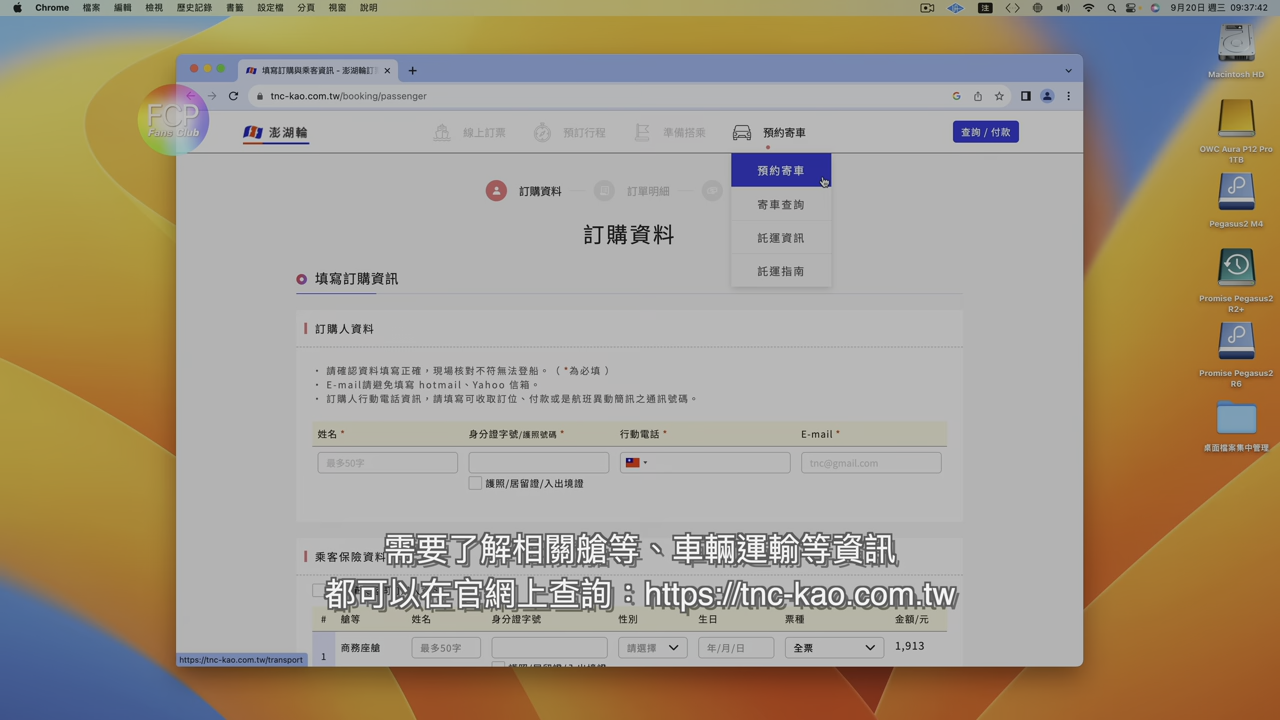 Chrome 檔案 編輯 檢視 歷史記錄 書籤 設定檔 分頁 視窗 說明
注 9月20日 週三 09:37:42
Macintosh HD
OWC Aura P12 Pro
1TB
Pegasus2 M4
Promise Pegasus2
R2+
Promise Pegasus2
R6
桌面檔案集中管理
填寫訂購與乘客資訊 - 澎湖輪訂
tnc-kao.com.tw/booking/passenger
FCP
Fans Club
澎湖輪 線上訂票 預訂行程 準備搭乘 預約寄車 查詢 / 付款
預約寄車
寄車查詢
託運資訊
託運指南
訂購資料 訂單明細
訂購資料
填寫訂購資訊
訂購人資料
・ 請確認資料填寫正確，現場核對不符無法登船。（ *為必填 ）
・ E-mail請避免填寫 hotmail、Yahoo 信箱。
・ 訂購人行動電話資訊，請填寫可收取訂位、付款或是航班異動簡訊之通訊號碼。
姓名 * 身分證字號/護照號碼 * 行動電話 * E-mail *
最多50字 tnc@gmail.com
護照/居留證/入出境證
乘客保險資料
需要了解相關艙等、車輛運輸等資訊
都可以在官網上查詢：https://tnc-kao.com.tw
# 艙等 姓名 身分證字號 性別 生日 票種 金額/元
1 商務座艙 最多50字 請選擇 年/月/日 全票 1,913
https://tnc-kao.com.tw/transport